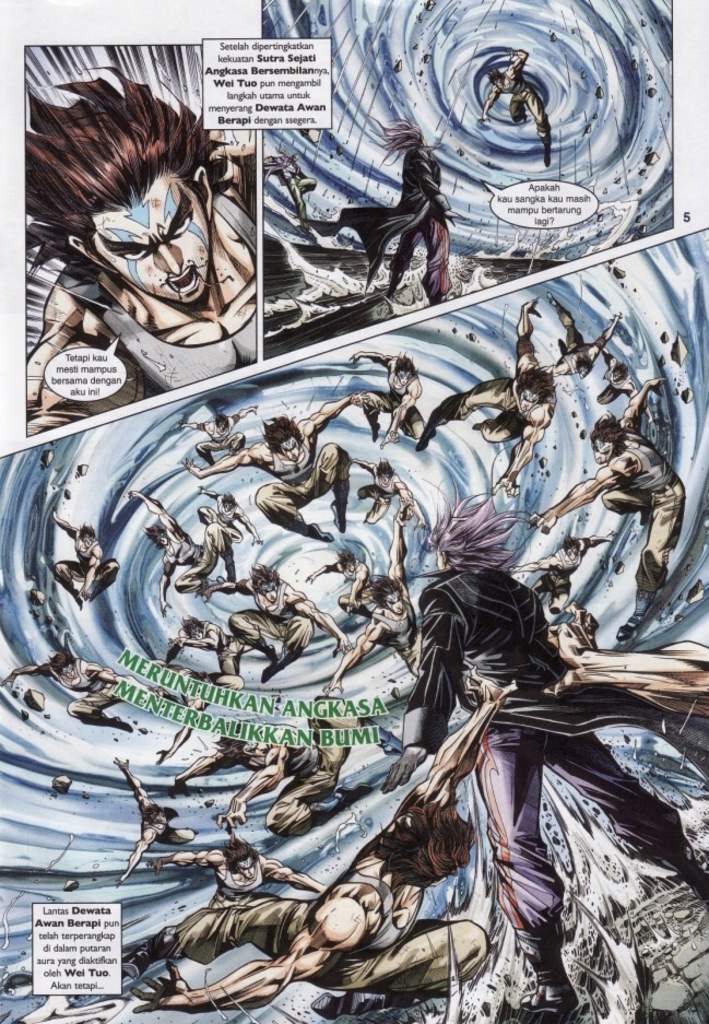 Setelah dipertingkatkan
kekuatan Sutra Sejati
Angkasa Bersembilannya,
Wei Tuo pun mengambil
langkah utama untuk
menyerang Dewata Awan
Berapi dengan ssegera.
Tetapi kau
mesti mampus
bersama dengan
aku ini!
Apakah
kau sangka kau masih
mampu bertarung
lagi?
5
MERUNTUHKAN ANGKASA
MENTERBALIKKAN BUMI
Lantas Dewata
Awan Berapi pun
telah terperangkap
di dalam putaran
aura yang diaktifkan
oleh Wei Tuo.
Akan tetapi...